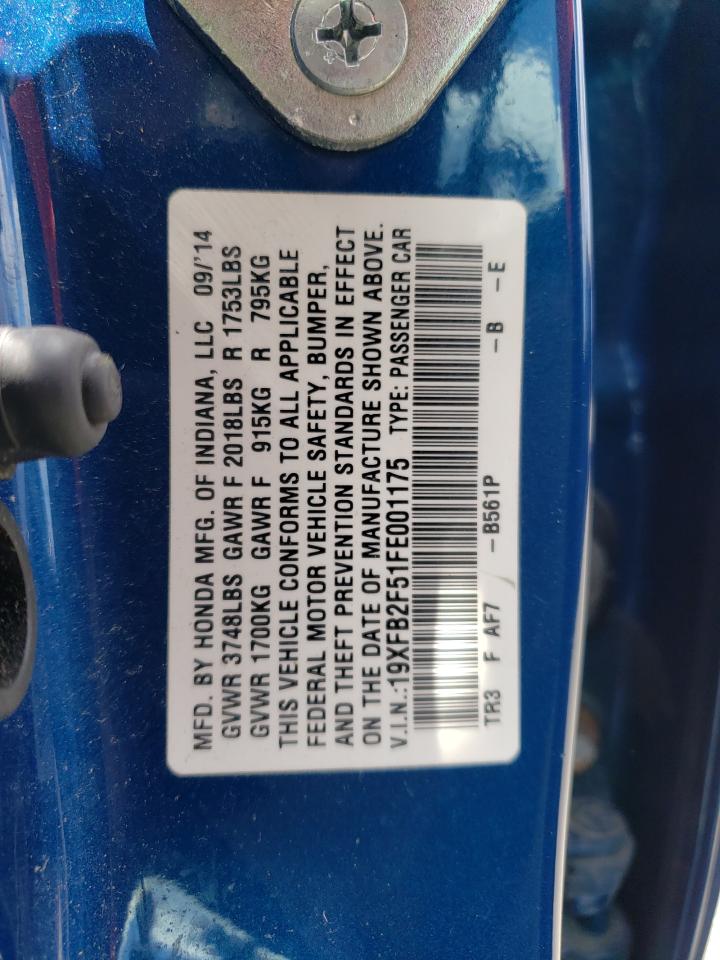 MFD. BY HONDA MFG. OF INDIANA, LLC 09/'14
GVWR 3748LBS GAWR F 2018LBS R 1753LBS
GVWR 1700KG GAWR F 915KG R 795KG
THIS VEHICLE CONFORMS TO ALL APPLICABLE
FEDERAL MOTOR VEHICLE SAFETY, BUMPER,
AND THEFT PREVENTION STANDARDS IN EFFECT
ON THE DATE OF MANUFACTURE SHOWN ABOVE.
V.I.N.:19XFB2F51FE001175 TYPE: PASSENGER CAR
TR3 F AF7 -B561P -B -E